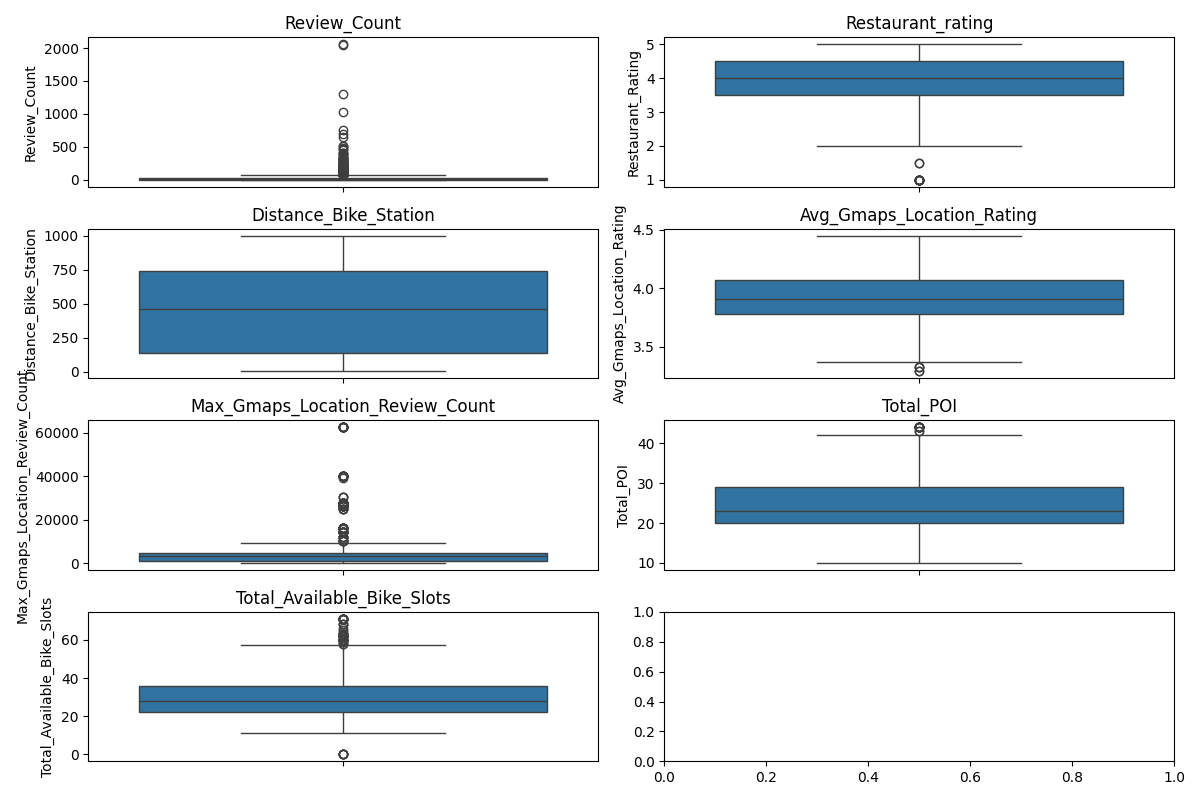 Review_Count
Review_Count
2000
1500
1000
500
0
Restaurant_rating
Restaurant_Rating
5
4
3
2
1
Distance_Bike_Station
Distance_Bike_Station
1000
750
500
250
0
Avg_Gmaps_Location_Rating
Avg_Gmaps_Location_Rating
4.5
4.0
3.5
Max_Gmaps_Location_Review_Count
Max_Gmaps_Location_Review_Count
60000
40000
20000
0
Total_POI
Total_POI
40
30
20
10
Total_Available_Bike_Slots
Total_Available_Bike_Slots
60
40
20
0
1.0
0.8
0.6
0.4
0.2
0.0
0.0 0.2 0.4 0.6 0.8 1.0